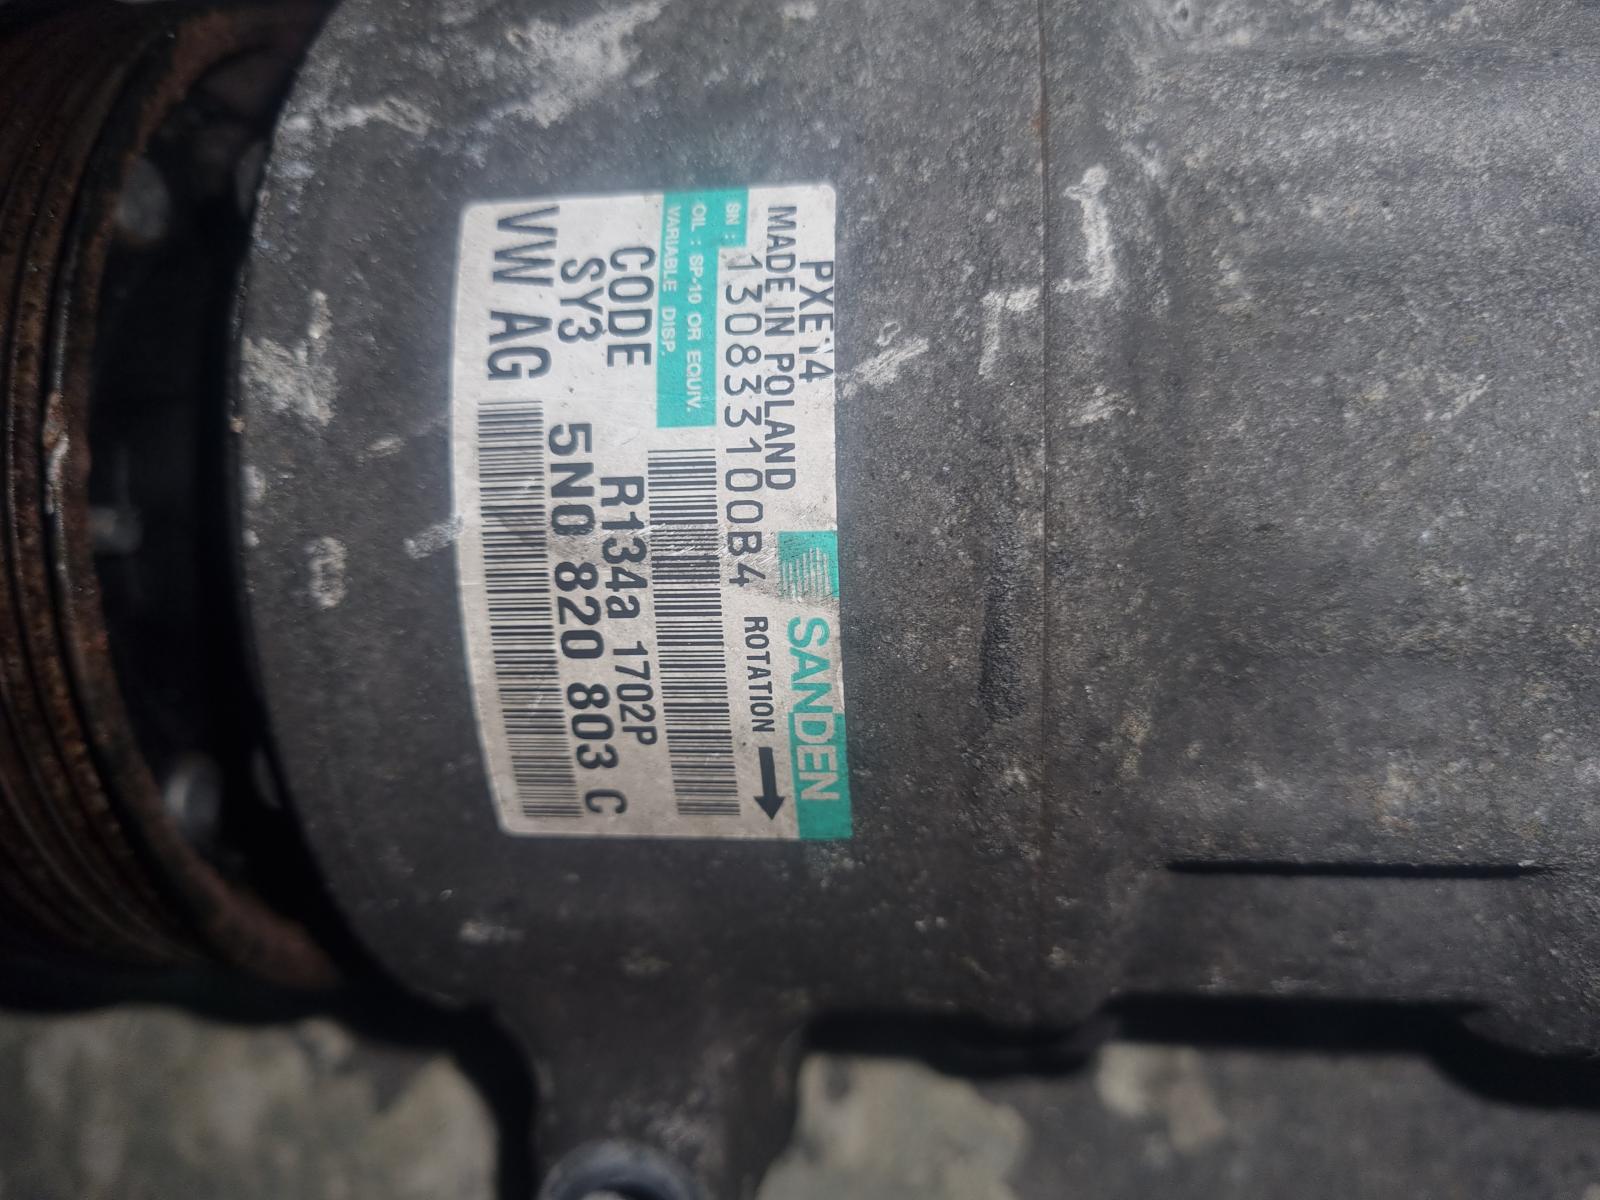 PXE14
SANDEN
MADE IN POLAND
SN : 130833100B4
ROTATION
OIL : SP-10 OR EQUIV.
VARIABLE DISP.
CODE
R134a 1702P
SY3
5N0 820 803 C
VW AG